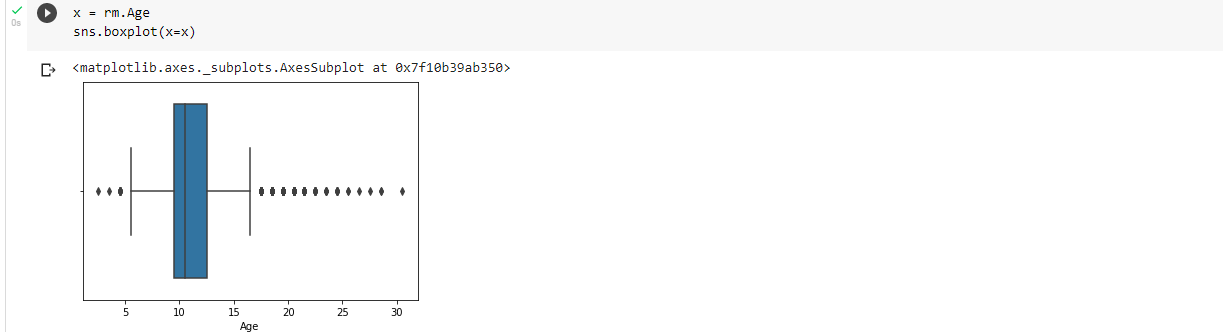 x = rm.Age
sns.boxplot(x=x)
0s
<matplotlib.axes._subplots.AxesSubplot at 0x7f10b39ab350>
5 10 15 20 25 30
Age